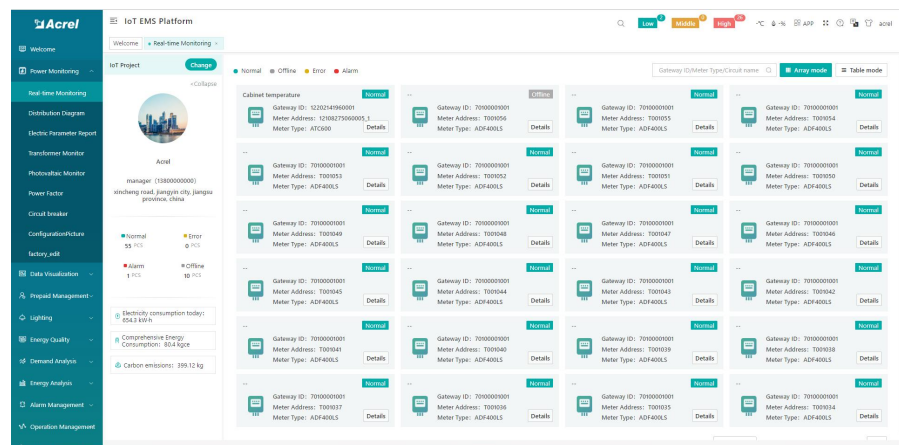 Acrel
IoT EMS Platform
Low 2
Middle 0
High 26
-℃
-%
APP
acrel
Welcome
Power Monitoring
Real-time Monitoring
Distribution Diagram
Electric Parameter Report
Transformer Monitor
Photovaltaic Monitor
Power Factor
Circuit breaker
ConfigurationPicture
factory_edit
Data Visualization
Prepaid Management
Lighting
Energy Quality
Demand Analysis
Energy Analysis
Alarm Management
Operation Management
Welcome
Real-time Monitoring ×
IoT Project
Change
<Collapse
Acrel
manager (13800000000)
xincheng road, jiangyin city, jiangsu
province, china
Normal
55 PCS
Error
0 PCS
Alarm
1 PCS
Offline
10 PCS
Electricity consumption today:
654.3 kW·h
Comprehensive Energy
Consumption: 80.4 kgce
Carbon emissions: 399.12 kg
Normal
Offline
Error
Alarm
Gateway ID/Meter Type/Circuit name
Array mode
Table mode
Cabinet temperature
Normal
Gateway ID: 12202141960001
Meter Address: 12108275060005_1
Meter Type: ATC600
Details
--
Offline
Gateway ID: 70100001001
Meter Address: T001056
Meter Type: ADF400LS
Details
--
Normal
Gateway ID: 70100001001
Meter Address: T001055
Meter Type: ADF400LS
Details
--
Normal
Gateway ID: 70100001001
Meter Address: T001054
Meter Type: ADF400LS
Details
--
Normal
Gateway ID: 70100001001
Meter Address: T001053
Meter Type: ADF400LS
Details
--
Normal
Gateway ID: 70100001001
Meter Address: T001052
Meter Type: ADF400LS
Details
--
Normal
Gateway ID: 70100001001
Meter Address: T001051
Meter Type: ADF400LS
Details
--
Normal
Gateway ID: 70100001001
Meter Address: T001050
Meter Type: ADF400LS
Details
--
Normal
Gateway ID: 70100001001
Meter Address: T001049
Meter Type: ADF400LS
Details
--
Normal
Gateway ID: 70100001001
Meter Address: T001048
Meter Type: ADF400LS
Details
--
Normal
Gateway ID: 70100001001
Meter Address: T001047
Meter Type: ADF400LS
Details
--
Normal
Gateway ID: 70100001001
Meter Address: T001046
Meter Type: ADF400LS
Details
--
Normal
Gateway ID: 70100001001
Meter Address: T001045
Meter Type: ADF400LS
Details
--
Normal
Gateway ID: 70100001001
Meter Address: T001044
Meter Type: ADF400LS
Details
--
Normal
Gateway ID: 70100001001
Meter Address: T001043
Meter Type: ADF400LS
Details
--
Normal
Gateway ID: 70100001001
Meter Address: T001042
Meter Type: ADF400LS
Details
--
Normal
Gateway ID: 70100001001
Meter Address: T001041
Meter Type: ADF400LS
Details
--
Normal
Gateway ID: 70100001001
Meter Address: T001040
Meter Type: ADF400LS
Details
--
Normal
Gateway ID: 70100001001
Meter Address: T001039
Meter Type: ADF400LS
Details
--
Normal
Gateway ID: 70100001001
Meter Address: T001038
Meter Type: ADF400LS
Details
--
Normal
Gateway ID: 70100001001
Meter Address: T001037
Meter Type: ADF400LS
Details
--
Normal
Gateway ID: 70100001001
Meter Address: T001036
Meter Type: ADF400LS
Details
--
Normal
Gateway ID: 70100001001
Meter Address: T001035
Meter Type: ADF400LS
Details
--
Normal
Gateway ID: 70100001001
Meter Address: T001034
Meter Type: ADF400LS
Details